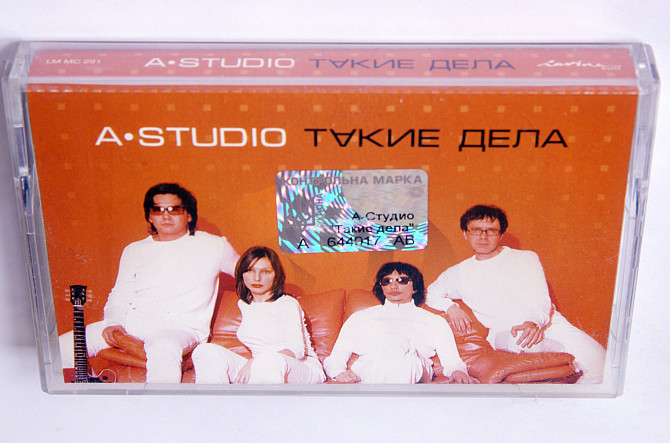 LM MC 291 A•STUDIO ТАКИЕ ДЕЛА
A•STUDIO ТАКИЕ ДЕЛА
КОНТРОЛЬНА МАРКА
А-Студио
"Такие дела"
А 644017 АВ